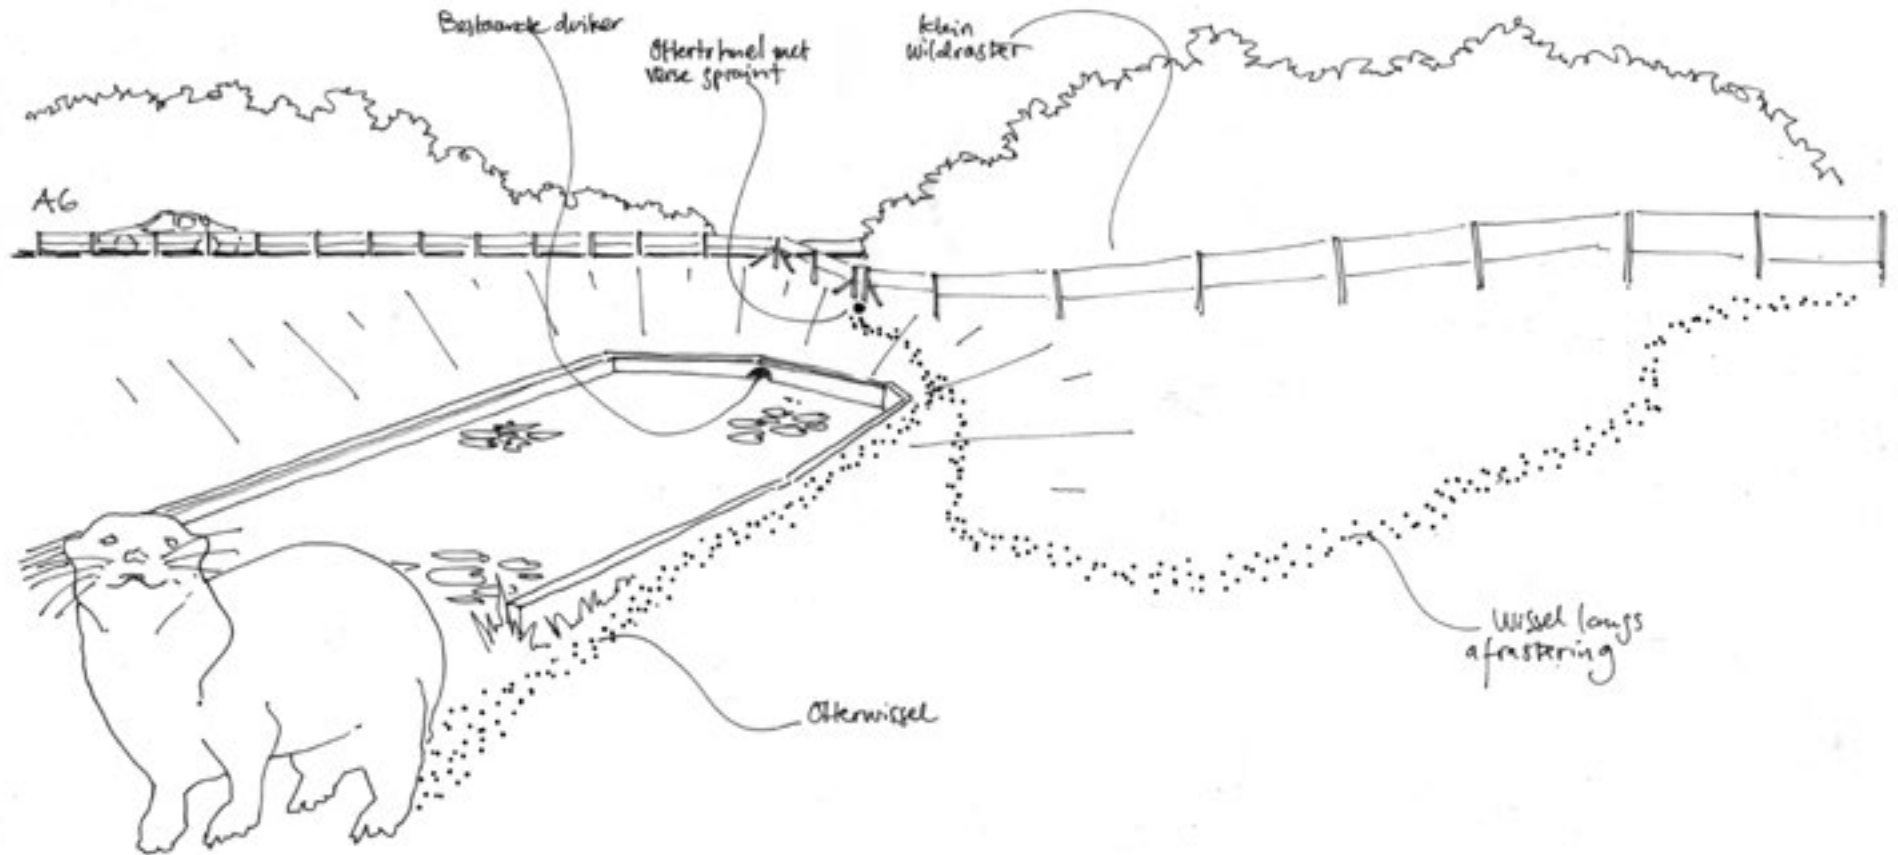 Bestaande duiker
Ottertunnel met
verse spraint
klein
wildraster
A6
Wissel langs
afrastering
Otterwissel